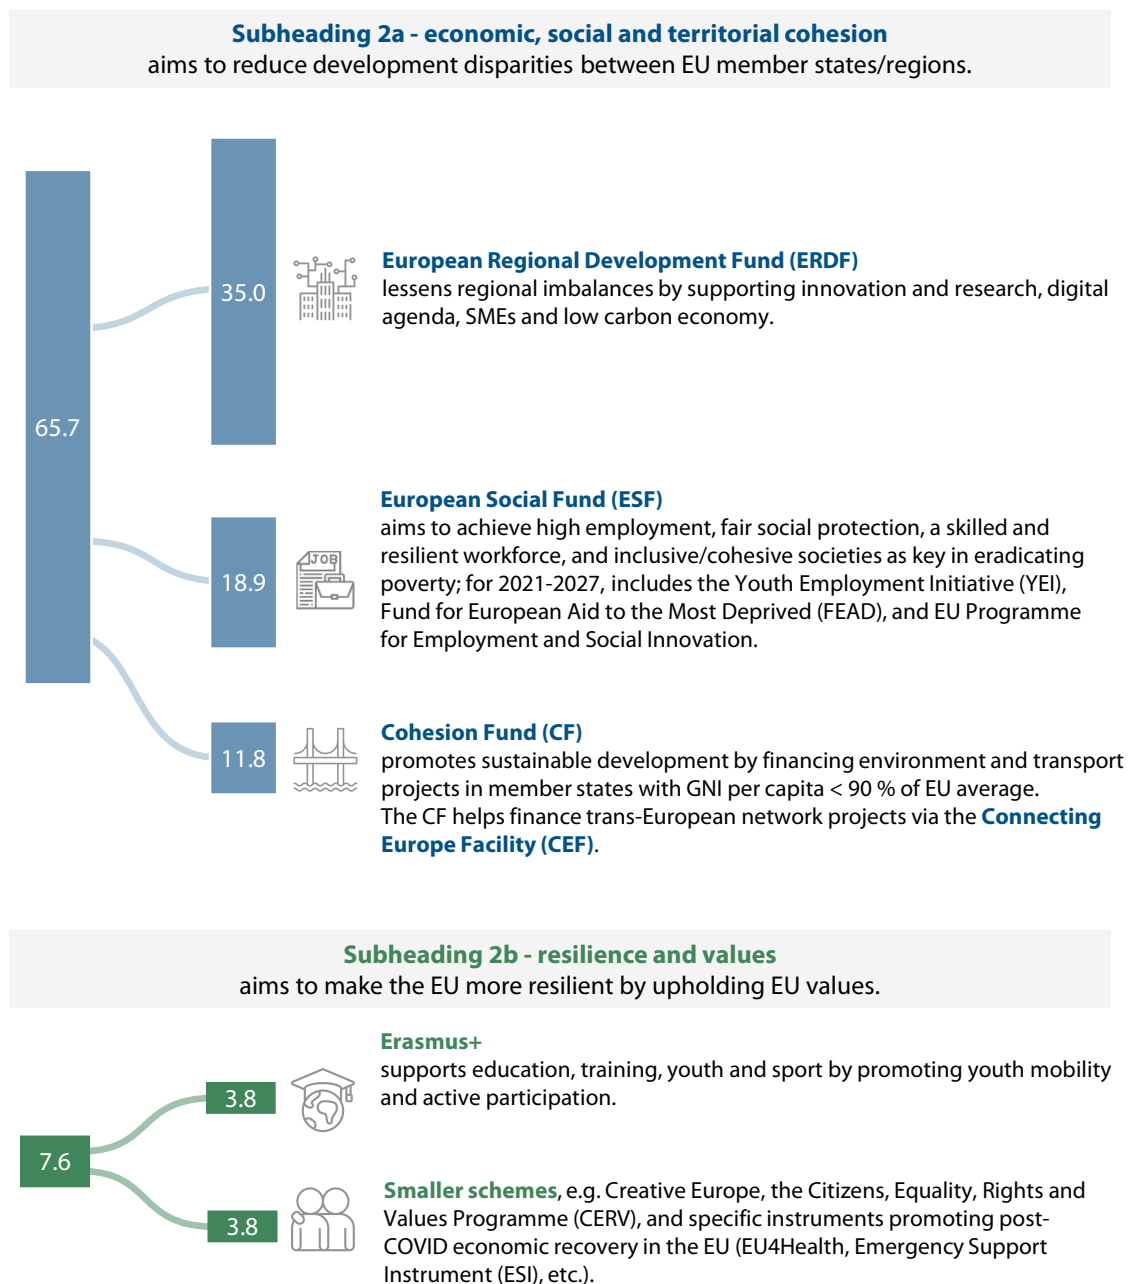 Subheading 2a - economic, social and territorial cohesion
aims to reduce development disparities between EU member states/regions.
65.7
35.0
European Regional Development Fund (ERDF)
lessens regional imbalances by supporting innovation and research, digital
agenda, SMEs and low carbon economy.
18.9
JOB
European Social Fund (ESF)
aims to achieve high employment, fair social protection, a skilled and
resilient workforce, and inclusive/cohesive societies as key in eradicating
poverty; for 2021-2027, includes the Youth Employment Initiative (YEI),
Fund for European Aid to the Most Deprived (FEAD), and EU Programme
for Employment and Social Innovation.
11.8
Cohesion Fund (CF)
promotes sustainable development by financing environment and transport
projects in member states with GNI per capita < 90 % of EU average.
The CF helps finance trans-European network projects via the Connecting
Europe Facility (CEF).
Subheading 2b - resilience and values
aims to make the EU more resilient by upholding EU values.
7.6
3.8
Erasmus+
supports education, training, youth and sport by promoting youth mobility
and active participation.
3.8
Smaller schemes, e.g. Creative Europe, the Citizens, Equality, Rights and
Values Programme (CERV), and specific instruments promoting post-
COVID economic recovery in the EU (EU4Health, Emergency Support
Instrument (ESI), etc.).